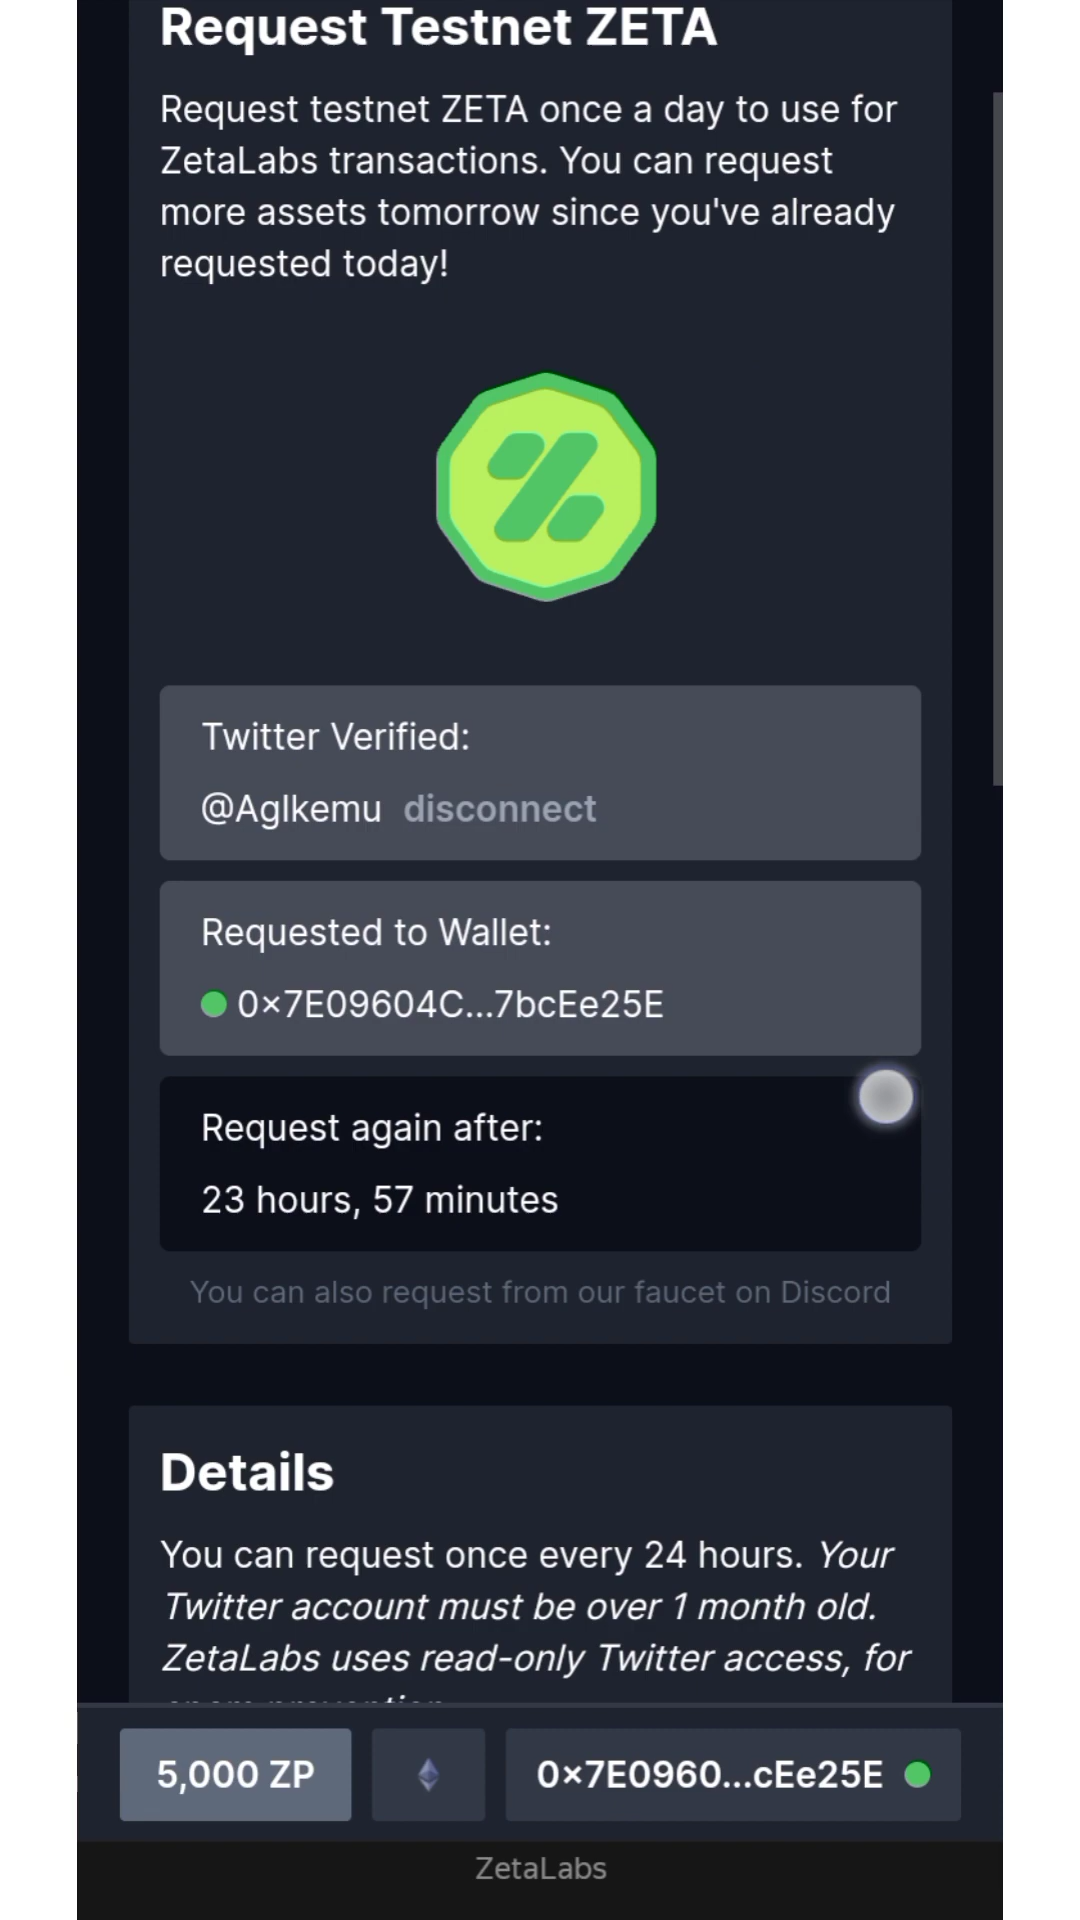 Request Testnet ZETA
Request testnet ZETA once a day to use for
ZetaLabs transactions. You can request
more assets tomorrow since you've already
requested today!
Twitter Verified:
@Aglkemu disconnect
Requested to Wallet:
0×7E09604C...7bcEe25E
Request again after:
23 hours, 57 minutes
You can also request from our faucet on Discord
Details
You can request once every 24 hours. Your
Twitter account must be over 1 month old.
ZetaLabs uses read-only Twitter access, for
5,000 ZP
0×7E0960...cEe25E
ZetaLabs